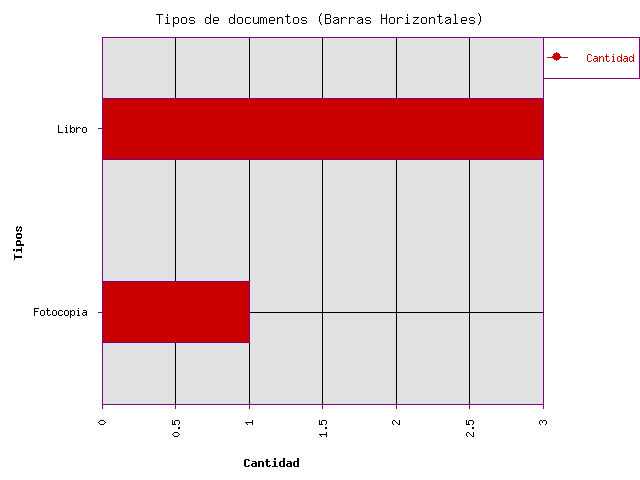 Tipos de documentos (Barras Horizontales)
Cantidad
Libro
Tipos
Fotocopia
0
0.5
1
1.5
2
2.5
3
Cantidad